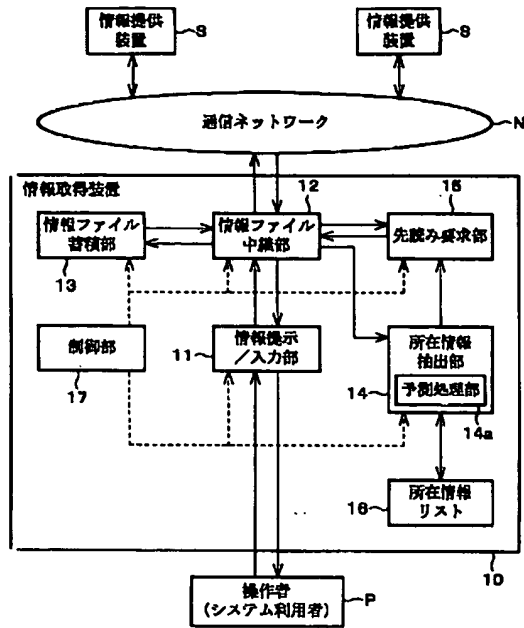 情報提供
装置
S
情報提供
装置
S
通信ネットワーク
N
情報取得装置
12
15
情報ファイル
蓄積部
13
情報ファイル
中継部
先読み要求部
制御部
17
11
情報提示
/入力部
所在情報
抽出部
14
予測処理部
14a
16
所在情報
リスト
10
操作者
(システム利用者)
P